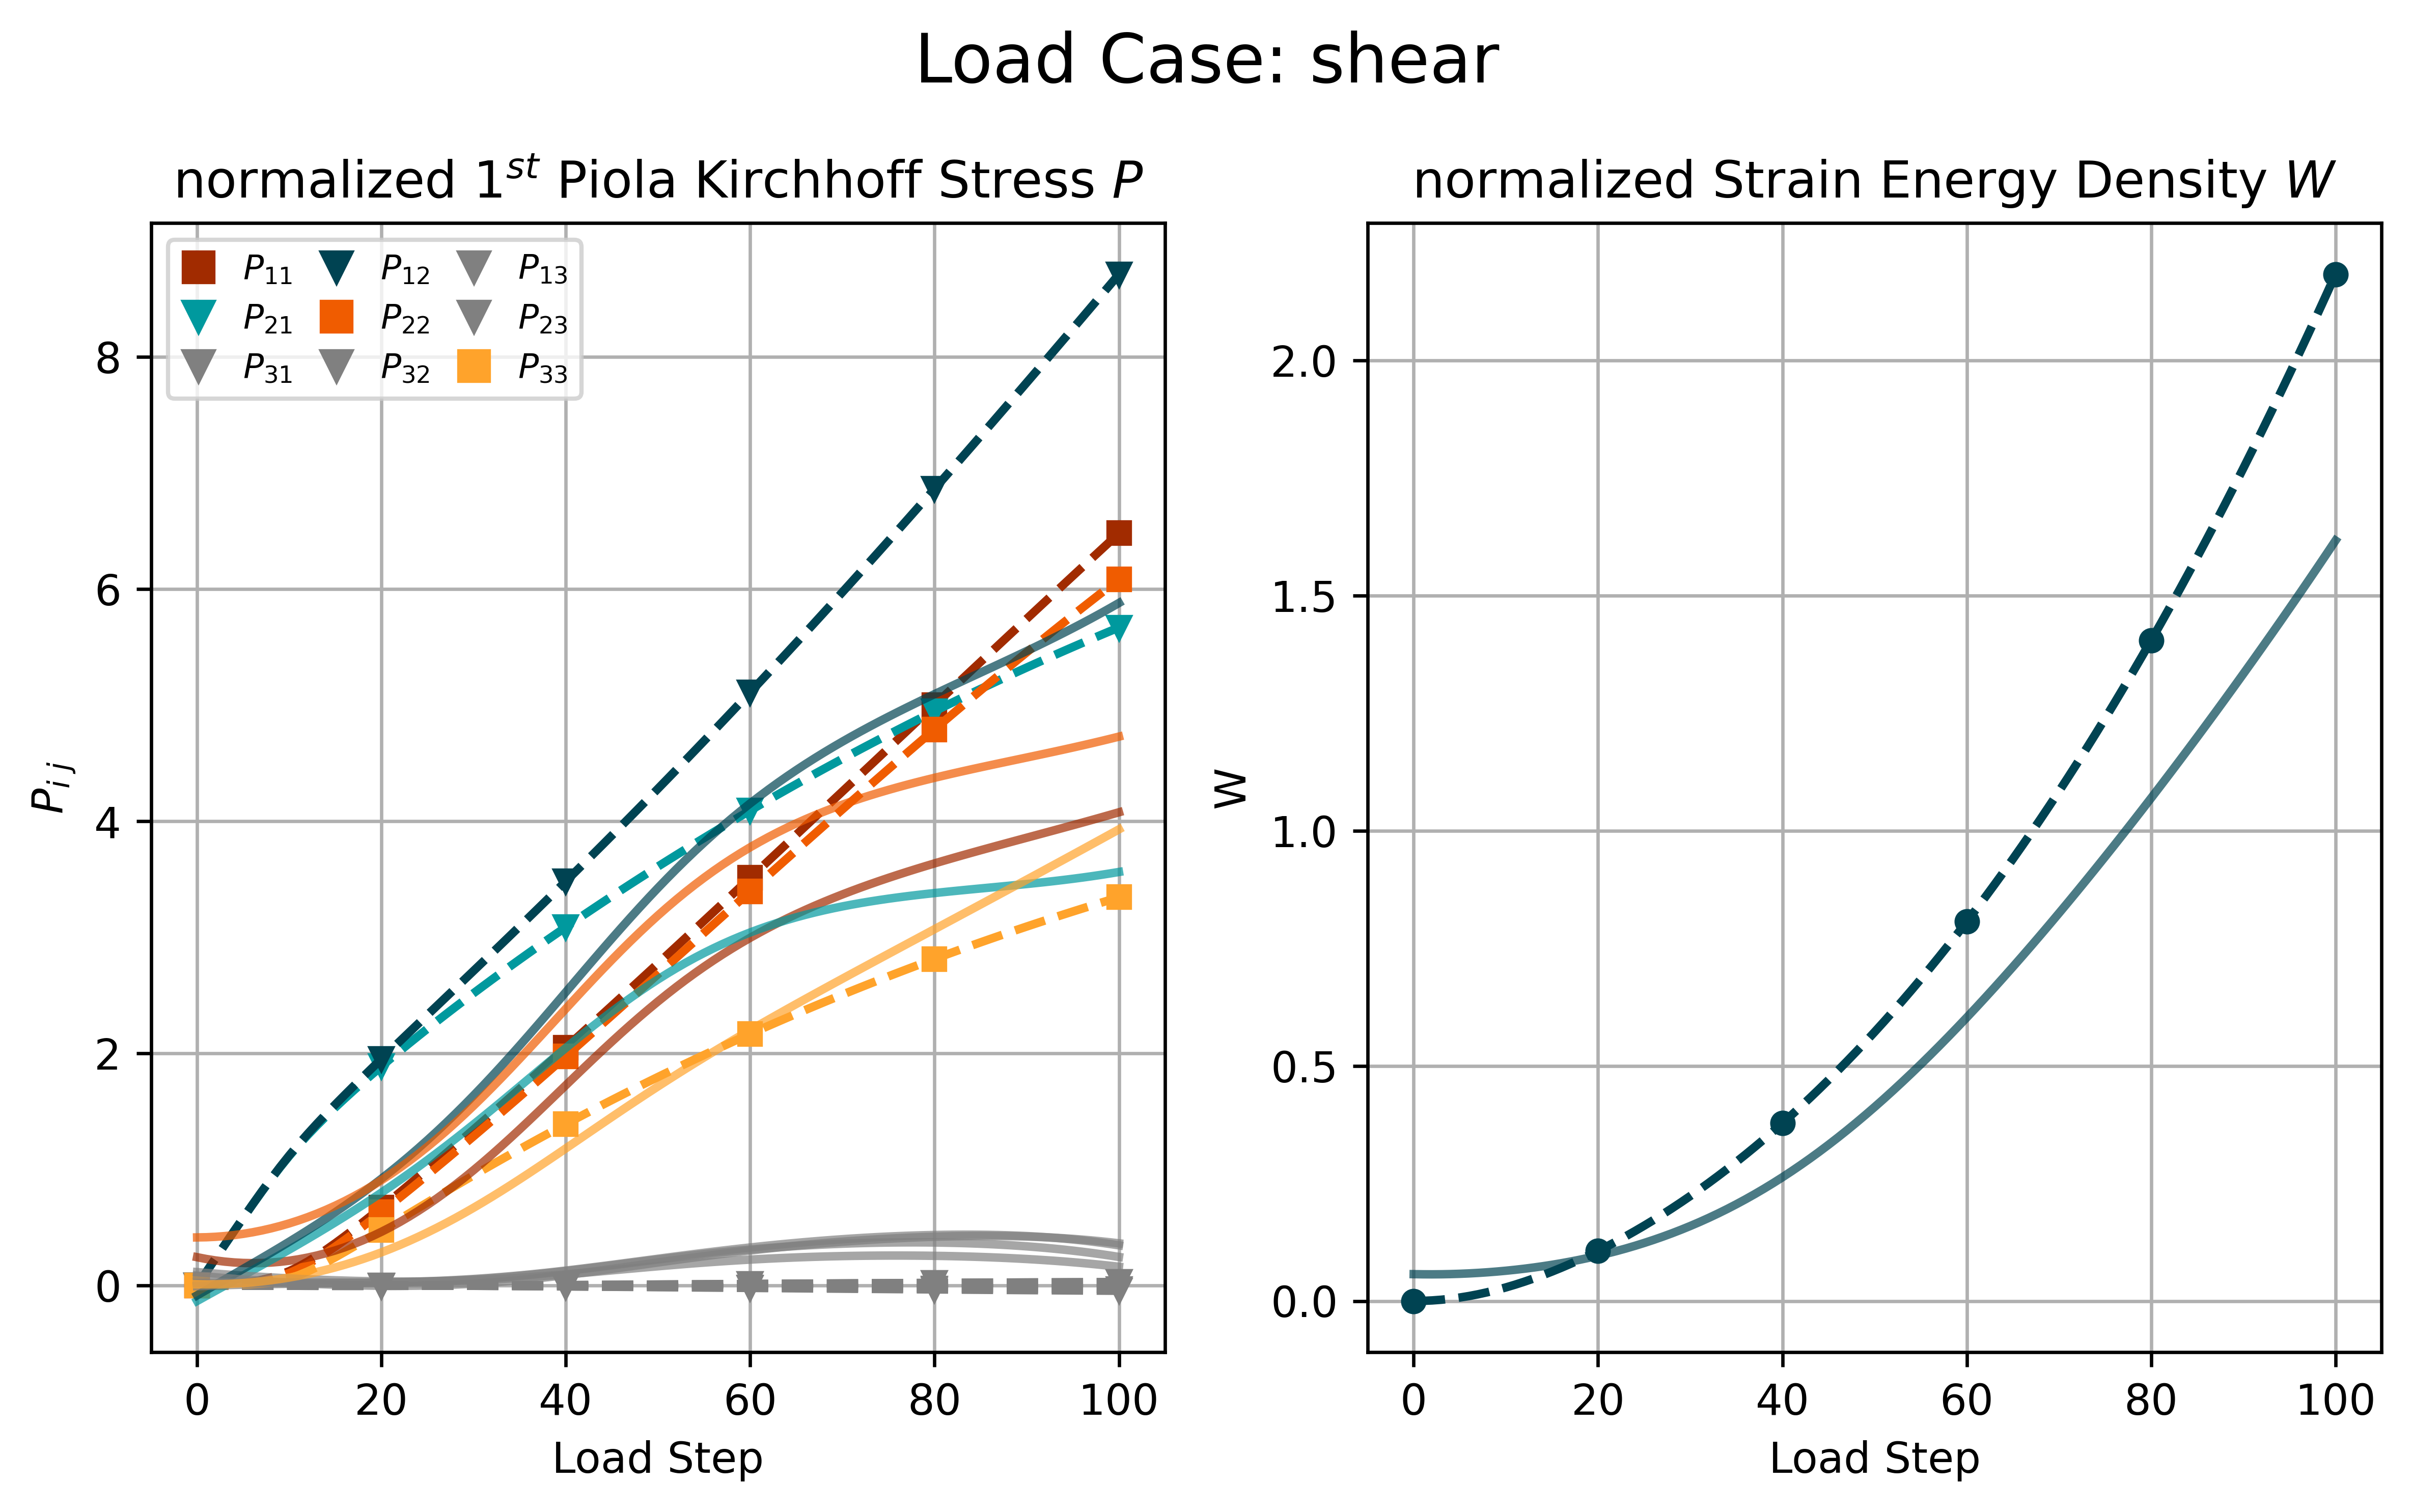 Load Case: shear
normalized 1st Piola Kirchhoff Stress P
P11 P12 P13
P21 P22 P23
P31 P32 P33
8
6
4
2
0
Pi j
0 20 40 60 80 100
Load Step
normalized Strain Energy Density W
2.0
1.5
1.0
0.5
0.0
W
0 20 40 60 80 100
Load Step